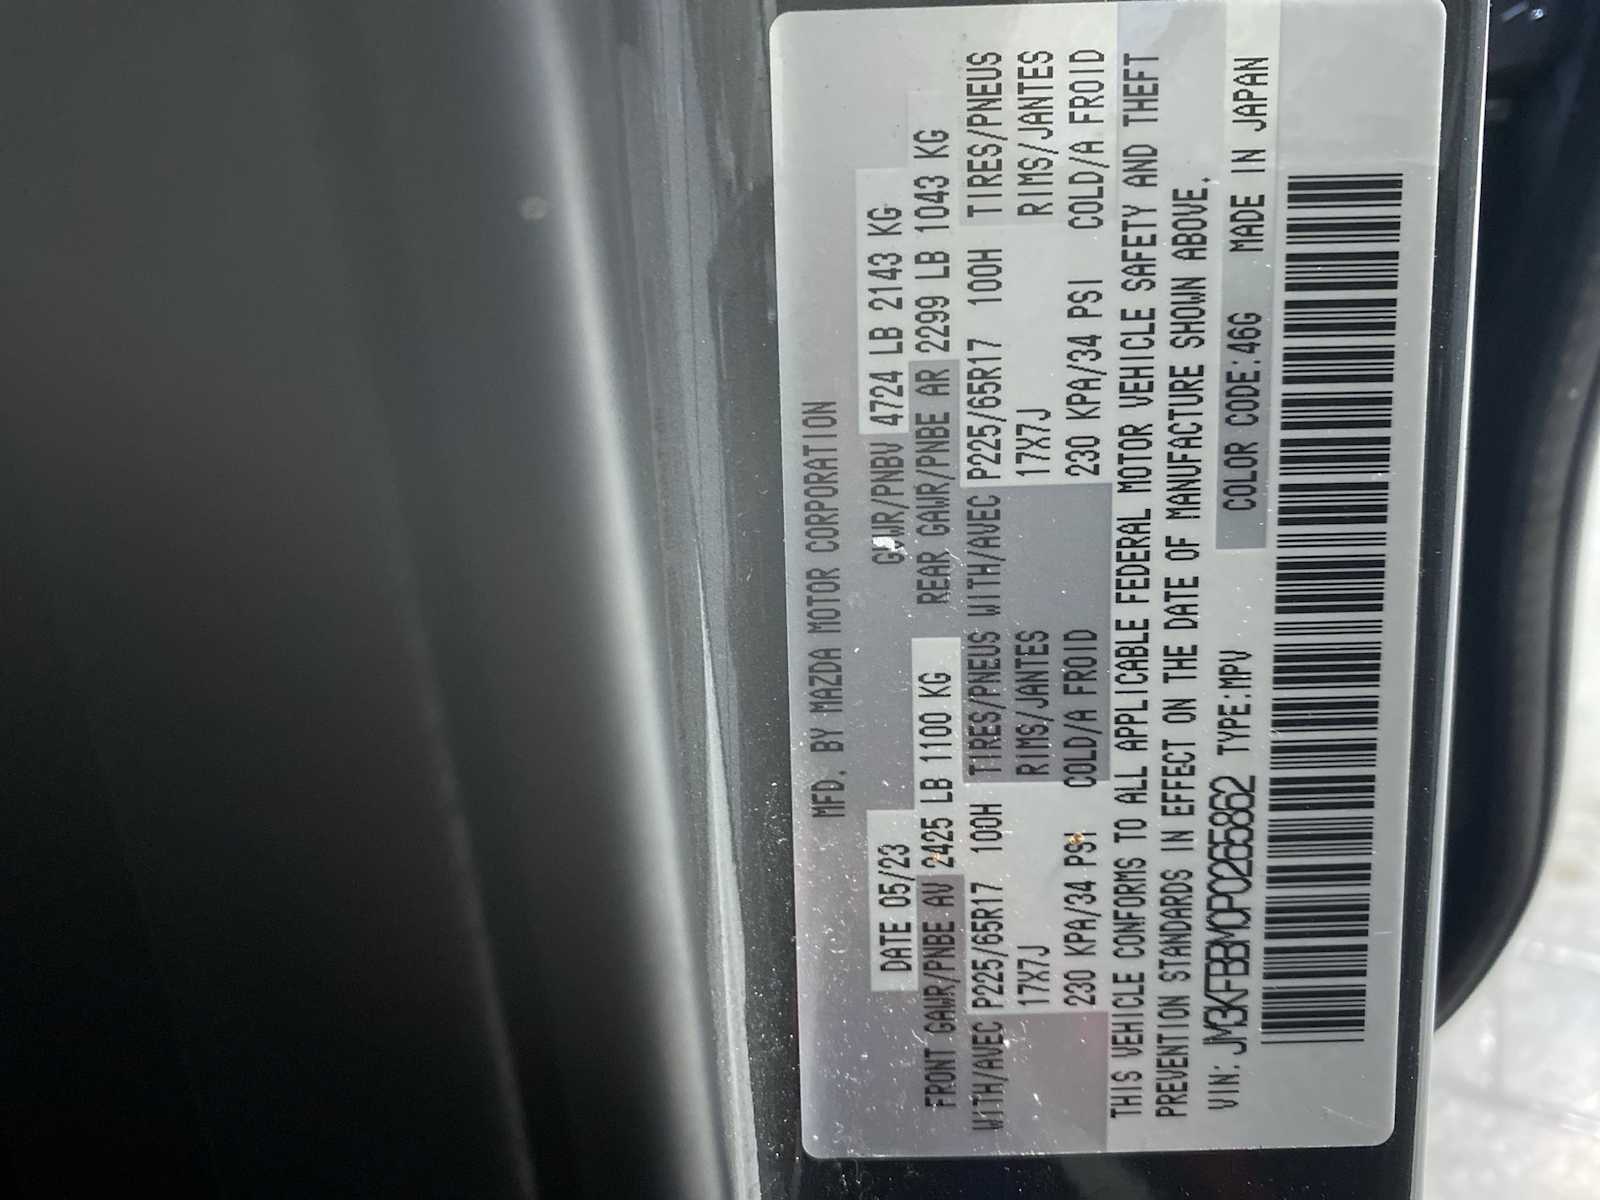 MFD. BY MAZDA MOTOR CORPORATION
DATE 05/23 GVWR/PNBV 4724 LB 2143 KG
FRONT GAWR/PNBE AV 2425 LB 1100 KG REAR GAWR/PNBE AR 2299 LB 1043 KG
WITH/AVEC P225/65R17 100H TIRES/PNEUS WITH/AVEC P225/65R17 100H TIRES/PNEUS
17X7J RIMS/JANTES 17X7J RIMS/JANTES
230 KPA/34 PSI COLD/A FROID 230 KPA/34 PSI COLD/A FROID
THIS VEHICLE CONFORMS TO ALL APPLICABLE FEDERAL MOTOR VEHICLE SAFETY AND THEFT
PREVENTION STANDARDS IN EFFECT ON THE DATE OF MANUFACTURE SHOWN ABOVE.
VIN: JM3KFBBM0P0265862 TYPE:MPV COLOR CODE:46G MADE IN JAPAN